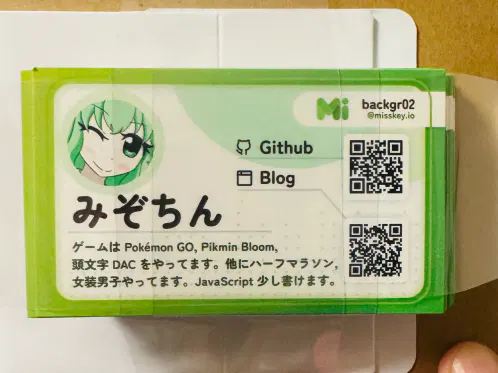 Mi
backgr02
@misskey.io
Github
Blog
みぞちん
ゲームは Pokémon GO, Pikmin Bloom,
頭文字 DAC をやってます。他にハーフマラソン,
女装男子やってます。JavaScript 少し書けます。